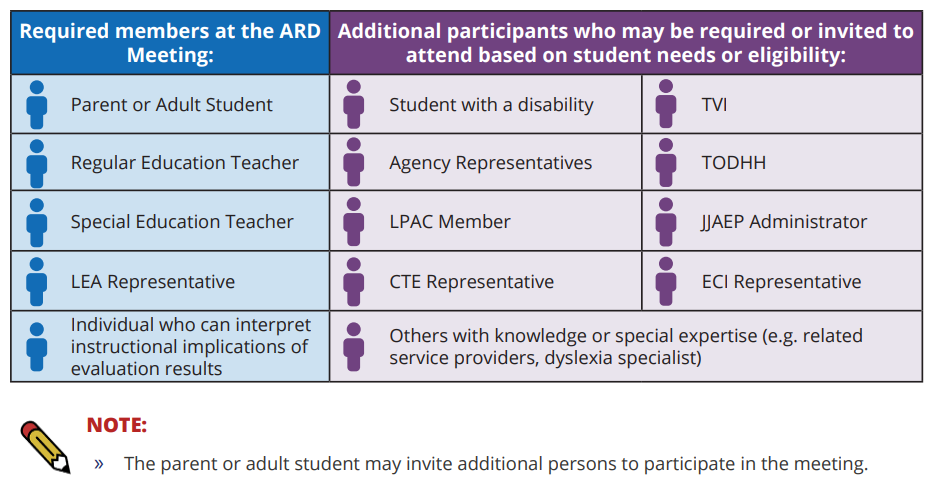 Required members at the ARD
Meeting:
Additional participants who may be required or invited to
attend based on student needs or eligibility:
Parent or Adult Student
Student with a disability
TVI
Regular Education Teacher
Agency Representatives
TODHH
Special Education Teacher
LPAC Member
JJAEP Administrator
LEA Representative
CTE Representative
ECI Representative
Individual who can interpret
instructional implications of
evaluation results
Others with knowledge or special expertise (e.g. related
service providers, dyslexia specialist)
NOTE:
» The parent or adult student may invite additional persons to participate in the meeting.